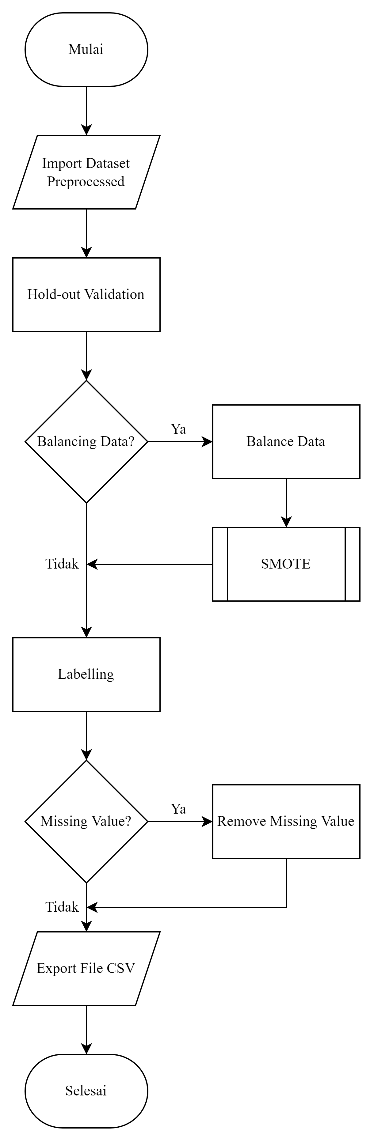 Mulai
Import Dataset
Preprocessed
Hold-out Validation
Balancing Data?
Ya
Balance Data
Tidak
SMOTE
Labelling
Missing Value?
Ya
Remove Missing Value
Tidak
Export File CSV
Selesai